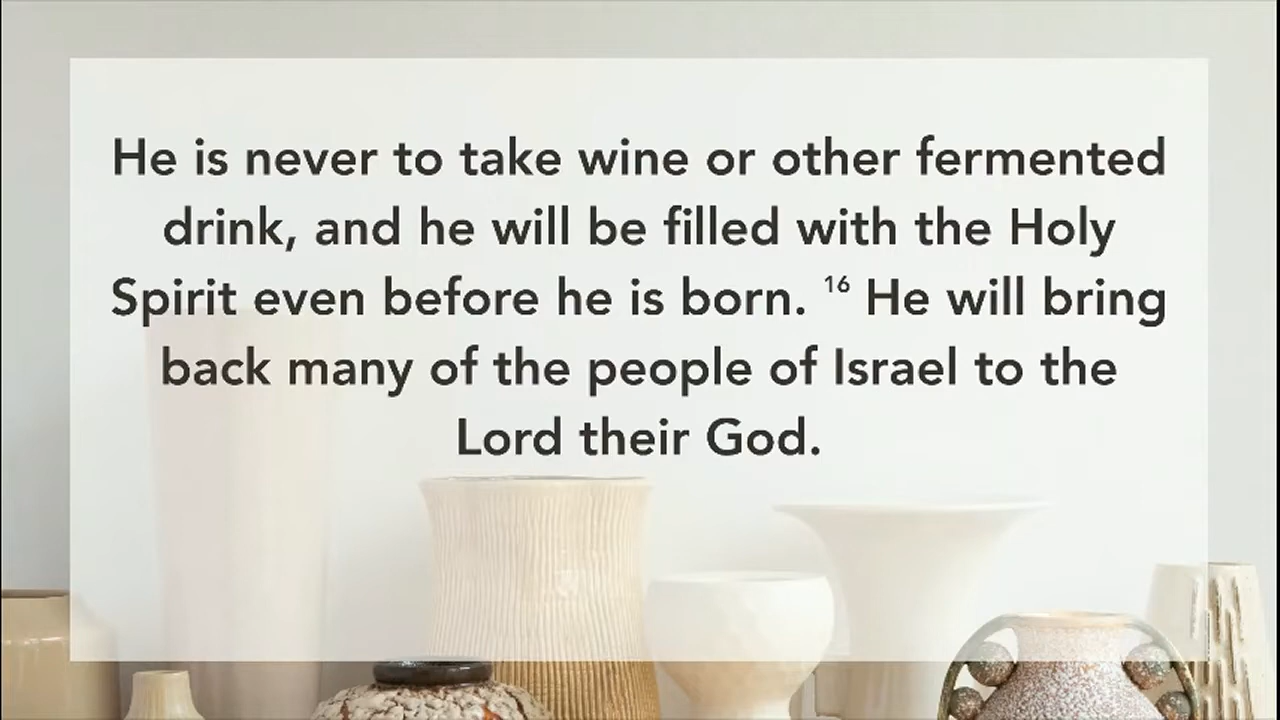 He is never to take wine or other fermented
drink, and he will be filled with the Holy
Spirit even before he is born. 16 He will bring
back many of the people of Israel to the
Lord their God.